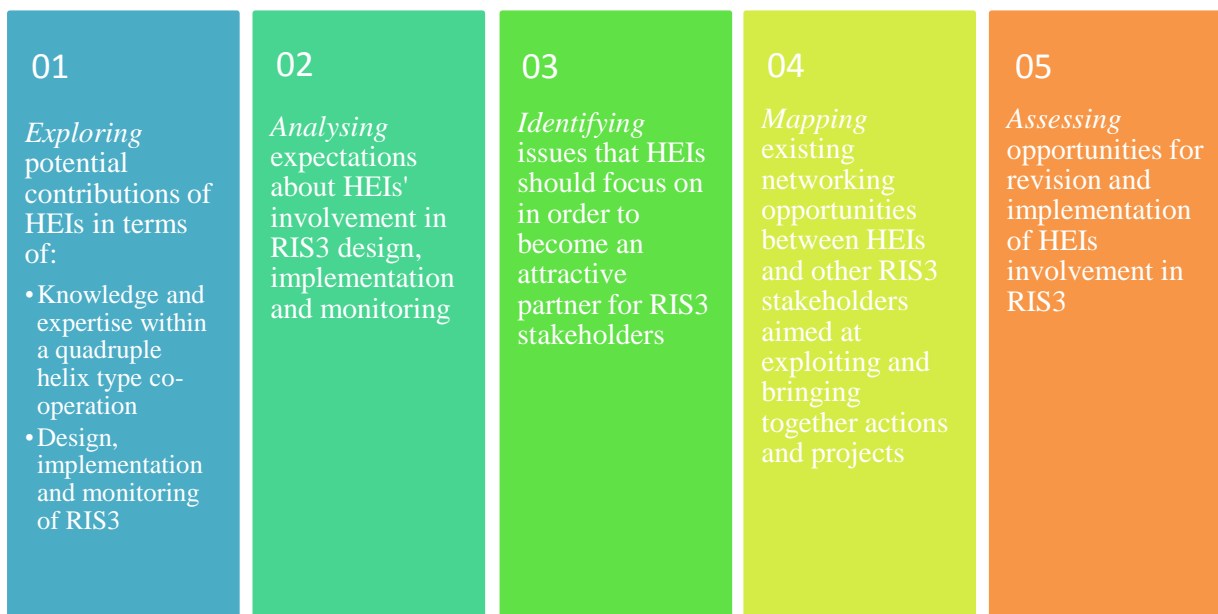 01
Exploring
potential
contributions of
HEIs in terms
of:
•Knowledge and
expertise within
a quadruple
helix type co-
operation
•Design,
implementation
and monitoring
of RIS3
02
Analysing
expectations
about HEIs'
involvement in
RIS3 design,
implementation
and monitoring
03
Identifying
issues that HEIs
should focus on
in order to
become an
attractive
partner for RIS3
stakeholders
04
Mapping
existing
networking
opportunities
between HEIs
and other RIS3
stakeholders
aimed at
exploiting and
bringing
together actions
and projects
05
Assessing
opportunities for
revision and
implementation
of HEIs
involvement in
RIS3